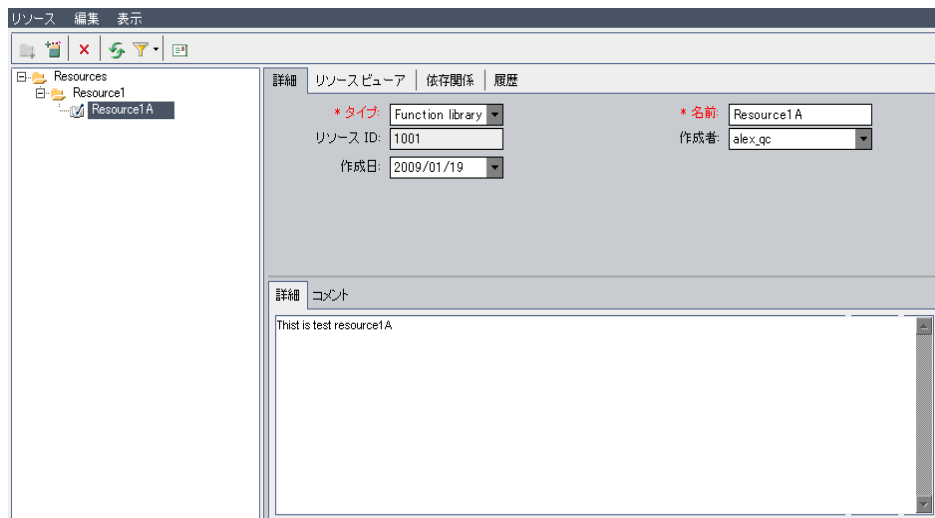 リソース 編集 表示
Resources
Resource1
Resource1A
詳細 リソースビューア 依存関係 履歴
* タイプ: Function library * 名前: Resource1A
リソース ID: 1001 作成者: alex_qc
作成日: 2009/01/19
詳細 コメント
Thist is test resource1A